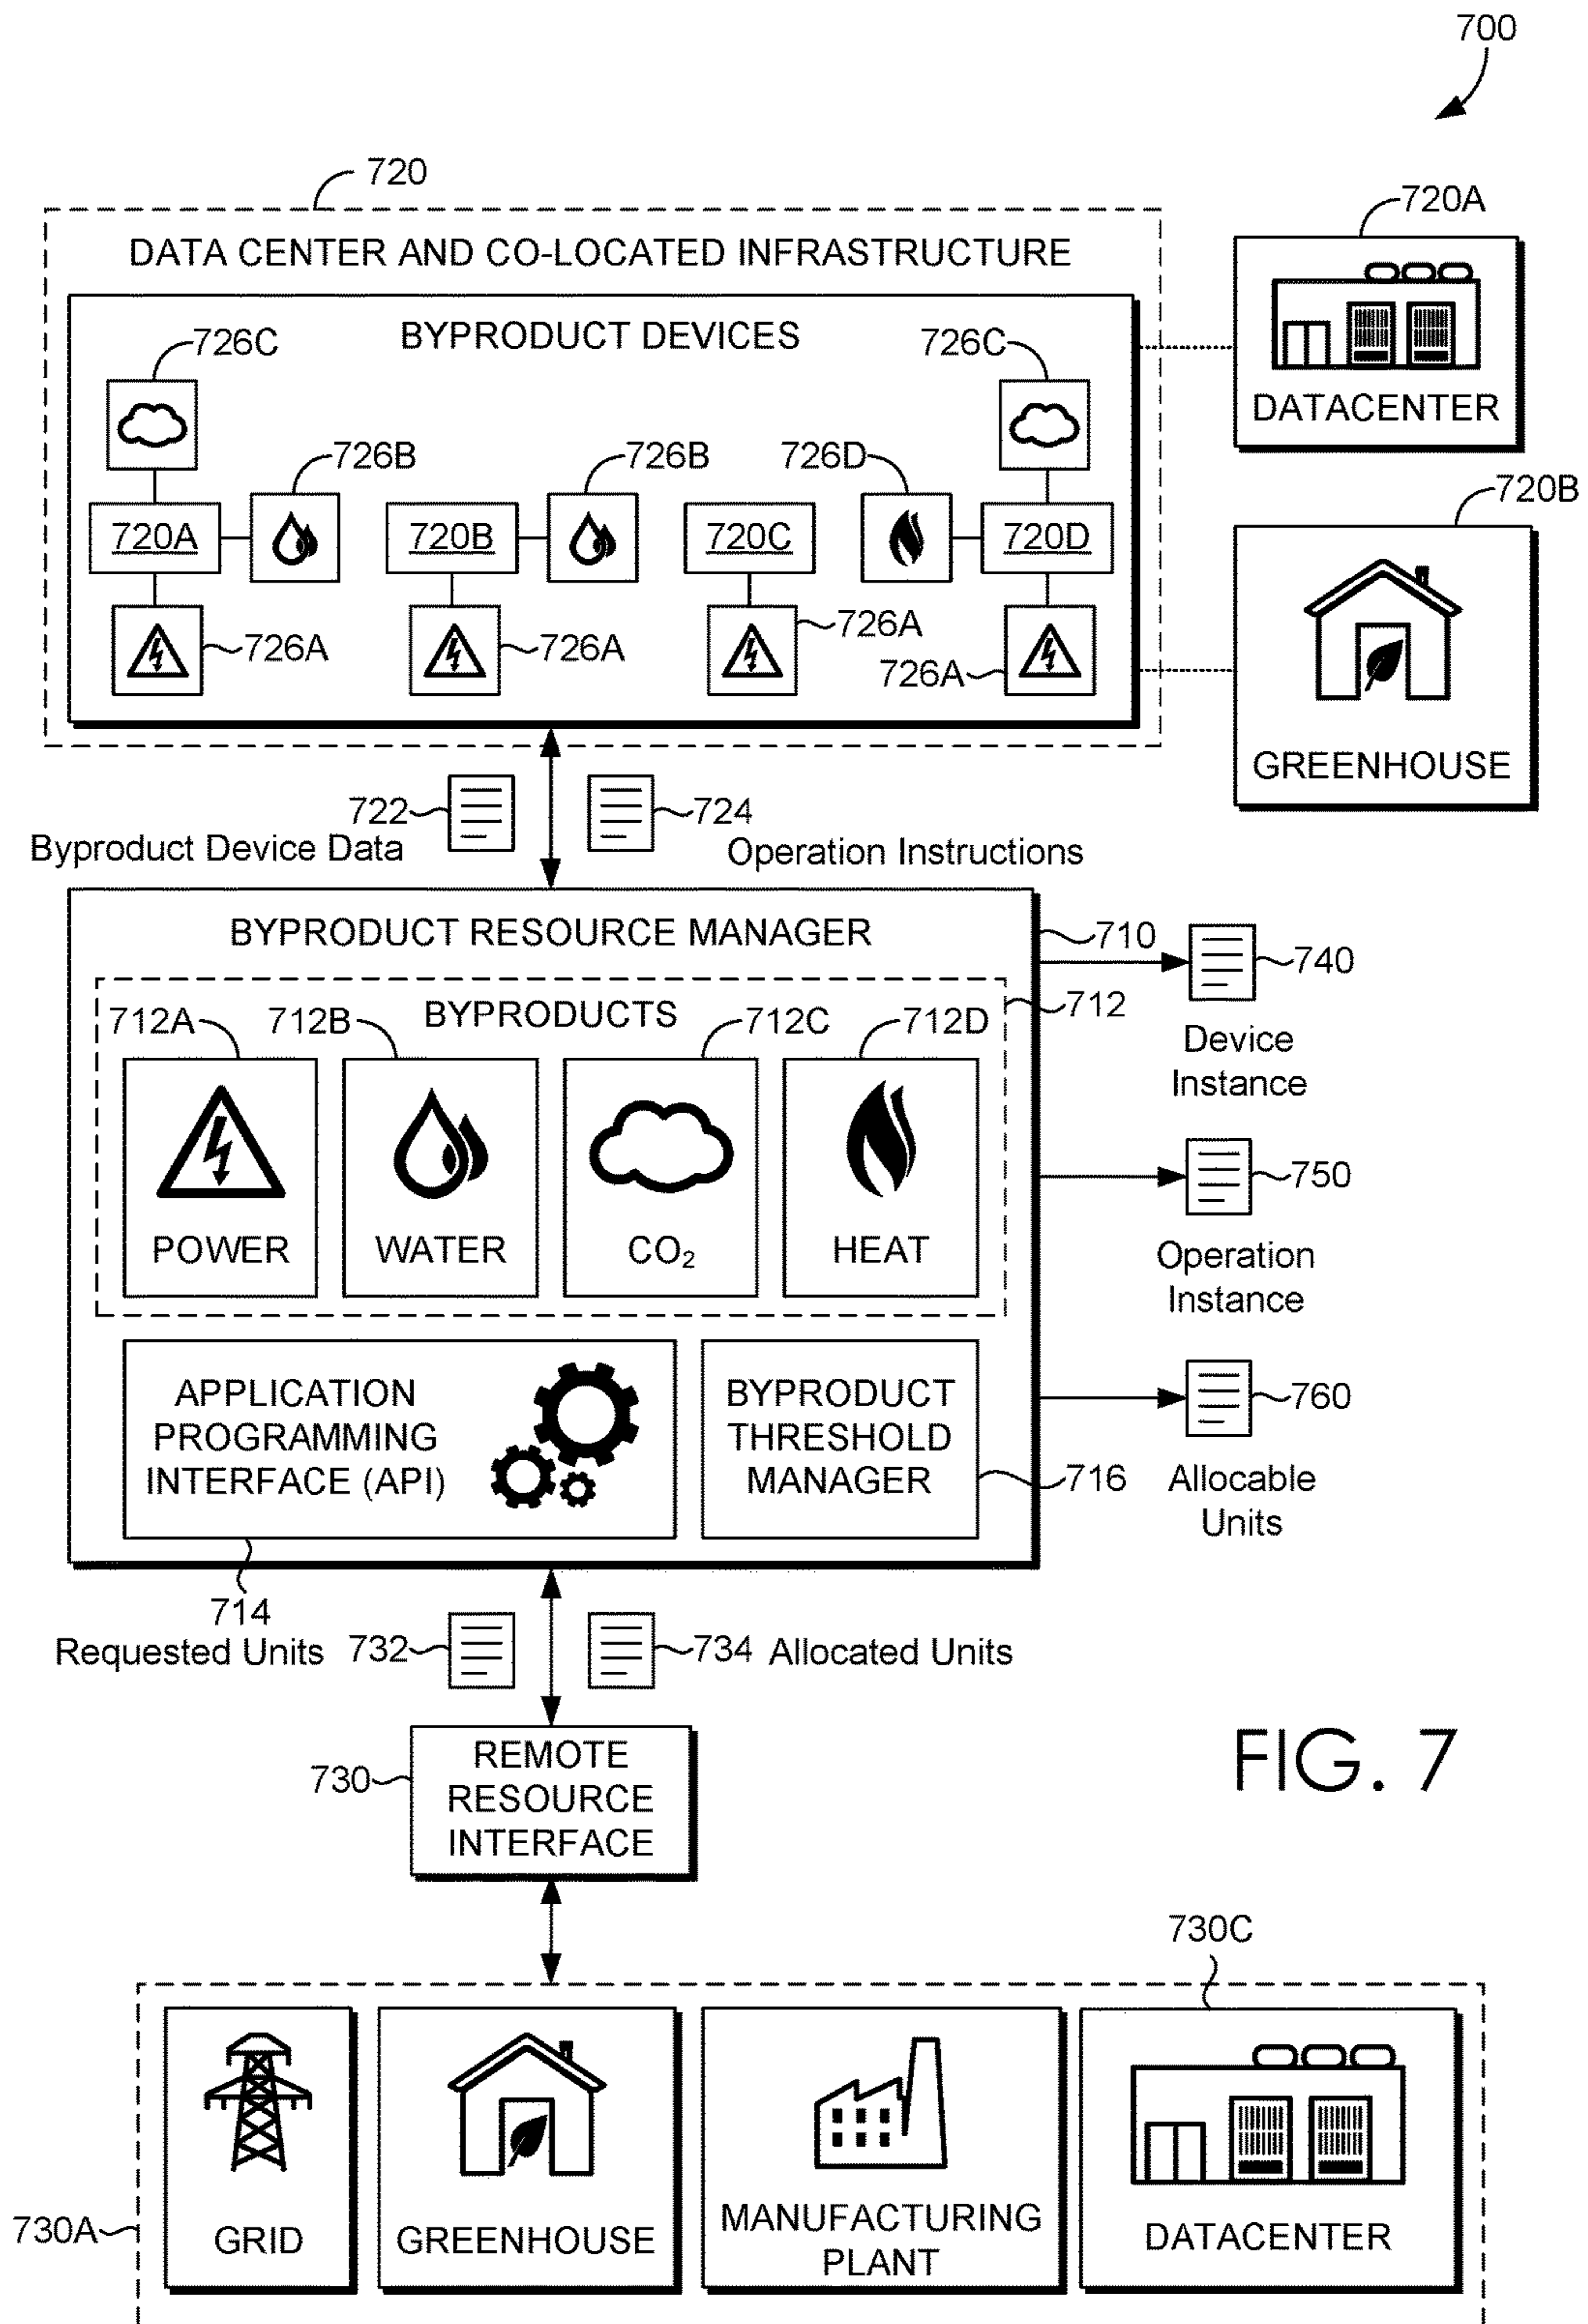 700
720
720A
DATA CENTER AND CO-LOCATED INFRASTRUCTURE
BYPRODUCT DEVICES
726C
726C
DATACENTER
726B
726B
726D
720B
720A
720B
720C
720D
726A
726A
726A
726A
GREENHOUSE
722
724
Byproduct Device Data
Operation Instructions
BYPRODUCT RESOURCE MANAGER
710
740
712A
712B
BYPRODUCTS
712C
712D
712
Device
Instance
POWER
WATER
CO₂
HEAT
750
Operation
Instance
APPLICATION
PROGRAMMING
INTERFACE (API)
BYPRODUCT
THRESHOLD
MANAGER
716
760
Allocable
Units
714
Requested Units
732
734
Allocated Units
REMOTE
RESOURCE
INTERFACE
730
FIG. 7
730C
730A
GRID
GREENHOUSE
MANUFACTURING
PLANT
DATACENTER